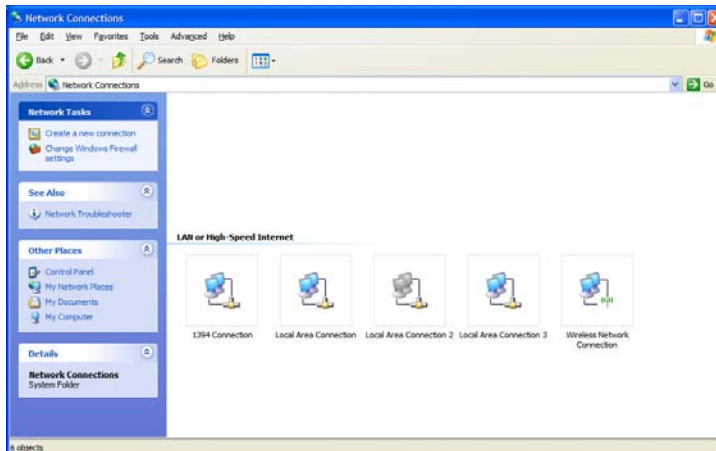 Network Connections
File Edit View Favorites Tools Advanced Help
Back Search Folders
Address Network Connections Go
Network Tasks
Create a new connection
Change Windows Firewall
settings
See Also
Network Troubleshooter
Other Places
Control Panel
My Network Places
My Documents
My Computer
Details
Network Connections
System Folder
LAN or High-Speed Internet
1394 Connection
Local Area Connection
Local Area Connection 2
Local Area Connection 3
Wireless Network
Connection
6 objects